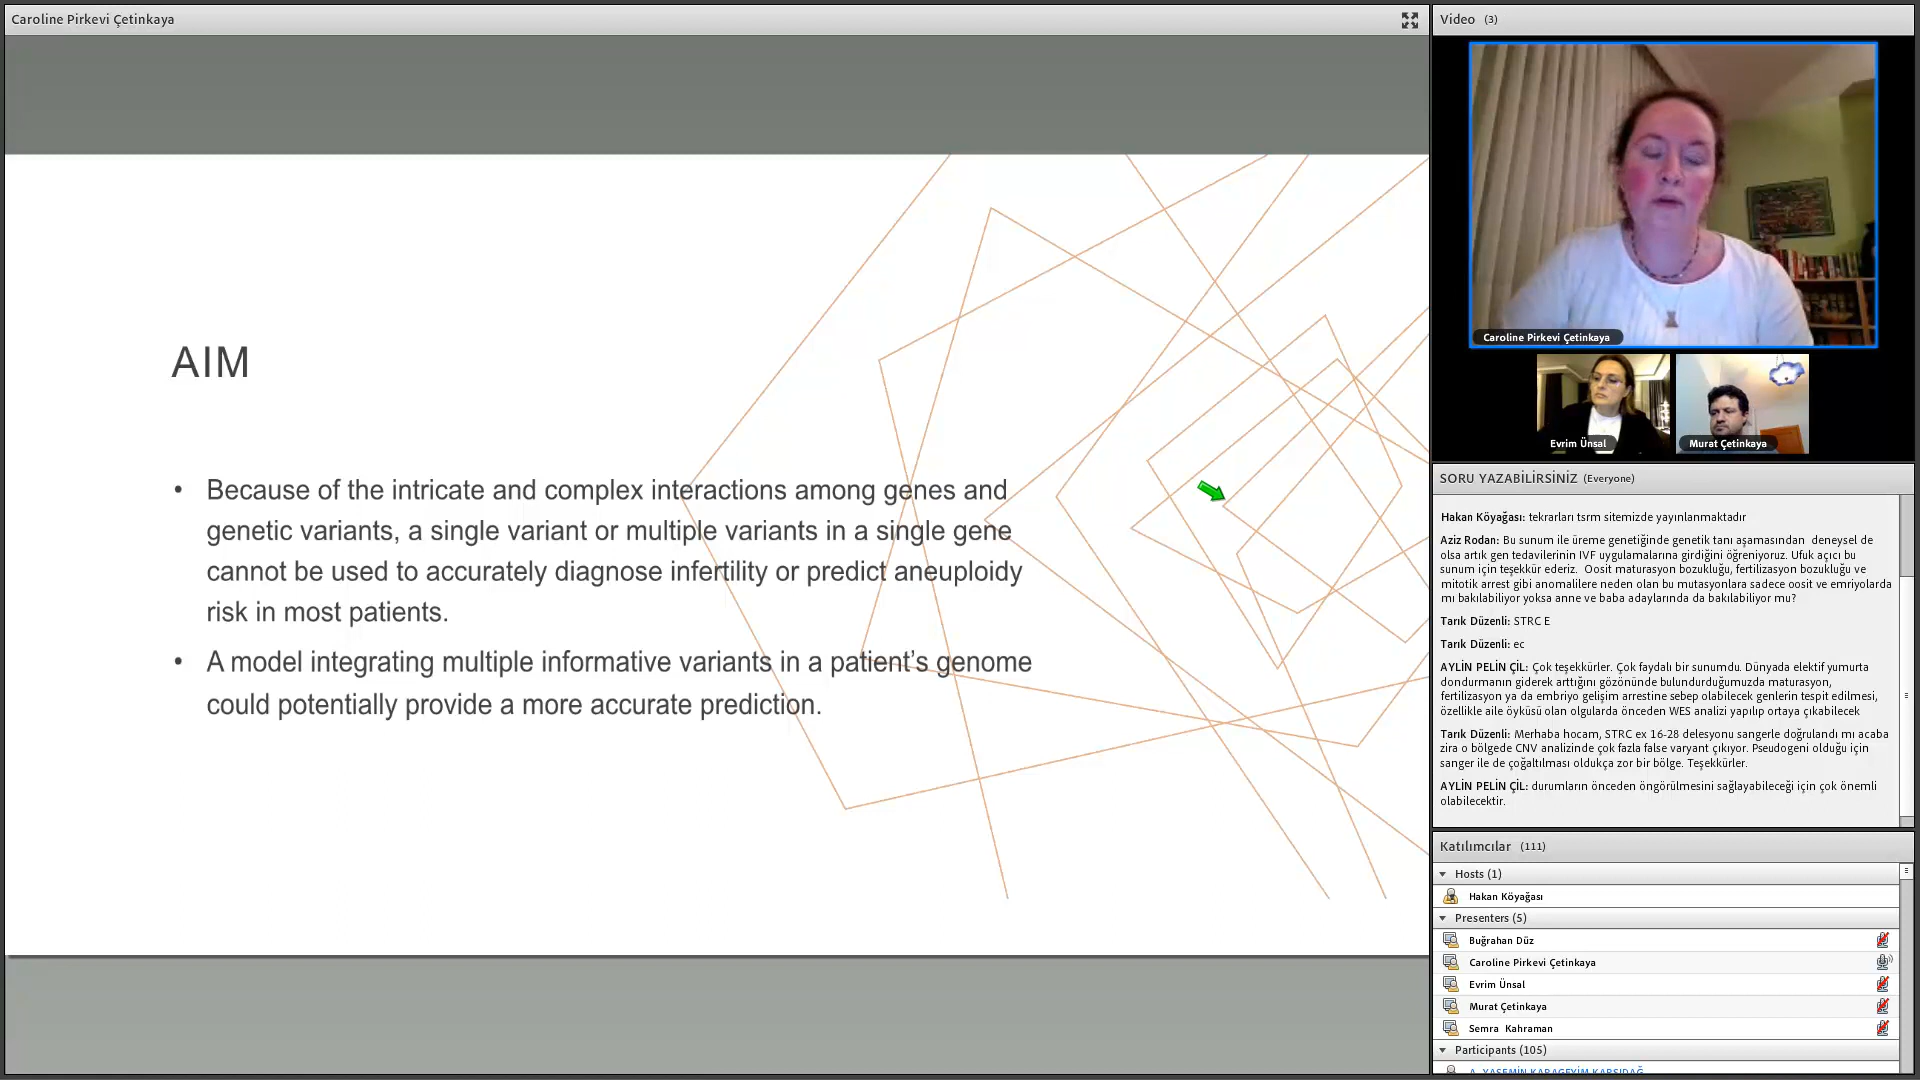 Caroline Pirkevi Çetinkaya
AIM
• Because of the intricate and complex interactions among genes and
genetic variants, a single variant or multiple variants in a single gene
cannot be used to accurately diagnose infertility or predict aneuploidy
risk in most patients.
• A model integrating multiple informative variants in a patient’s genome
could potentially provide a more accurate prediction.
Video (3)
Caroline Pirkevi Çetinkaya
Evrim Ünsal
Murat Çetinkaya
SORU YAZABİLİRSİNİZ (Everyone)
Hakan Köyağası: tekrarları tsrm sitemizde yayınlanmaktadır
Aziz Rodan: Bu sunum ile üreme genetiğinde genetik tanı aşamasından deneysel de
olsa artık gen tedavilerinin IVF uygulamalarına girdiğini öğreniyoruz. Ufuk açıcı bu
sunum için teşekkür ederiz. Oosit maturasyon bozukluğu, fertilizasyon bozukluğu ve
mitotik arrest gibi anomalilere neden olan bu mutasyonlara sadece oosit ve emriyolarda
mı bakılabiliyor yoksa anne ve baba adaylarında da bakılabiliyor mu?
Tarık Düzenli: STRC E
Tarık Düzenli: ec
AYLİN PELİN ÇİL: Çok teşekkürler. Çok faydalı bir sunumdu. Dünyada elektif yumurta
dondurmanın giderek arttığını gözönünde bulundurduğumuzda maturasyon,
fertilizasyon ya da embriyo gelişim arrestine sebep olabilecek genlerin tespit edilmesi,
özellikle aile öyküsü olan olgularda önceden WES analizi yapılıp ortaya çıkabilecek
Tarık Düzenli: Merhaba hocam, STRC ex 16-28 delesyonu sangerle doğrulandı mı acaba
zira o bölgede CNV analizinde çok fazla false varyant çıkıyor. Pseudogeni olduğu için
sanger ile de çoğaltılması oldukça zor bir bölge. Teşekkürler.
AYLİN PELİN ÇİL: durumların önceden öngörülmesini sağlayabileceği için çok önemli
olabilecektir.
Katılımcılar (111)
Hosts (1)
Hakan Köyağası
Presenters (5)
Buğrahan Düz
Caroline Pirkevi Çetinkaya
Evrim Ünsal
Murat Çetinkaya
Semra Kahraman
Participants (105)